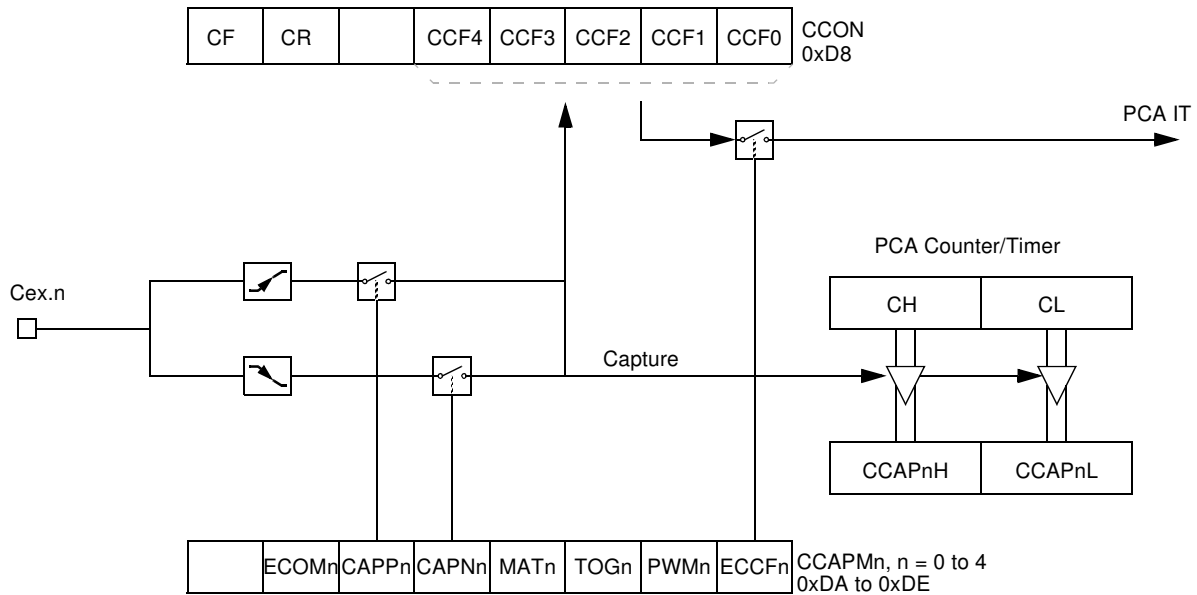 CF CR CCF4 CCF3 CCF2 CCF1 CCF0 CCON
0xD8
PCA IT
PCA Counter/Timer
Cex.n
CH CL
Capture
CCAPnH CCAPnL
ECOMn CAPPn CAPNn MATn TOGn PWMn ECCFn CCAPMn, n = 0 to 4
0xDA to 0xDE